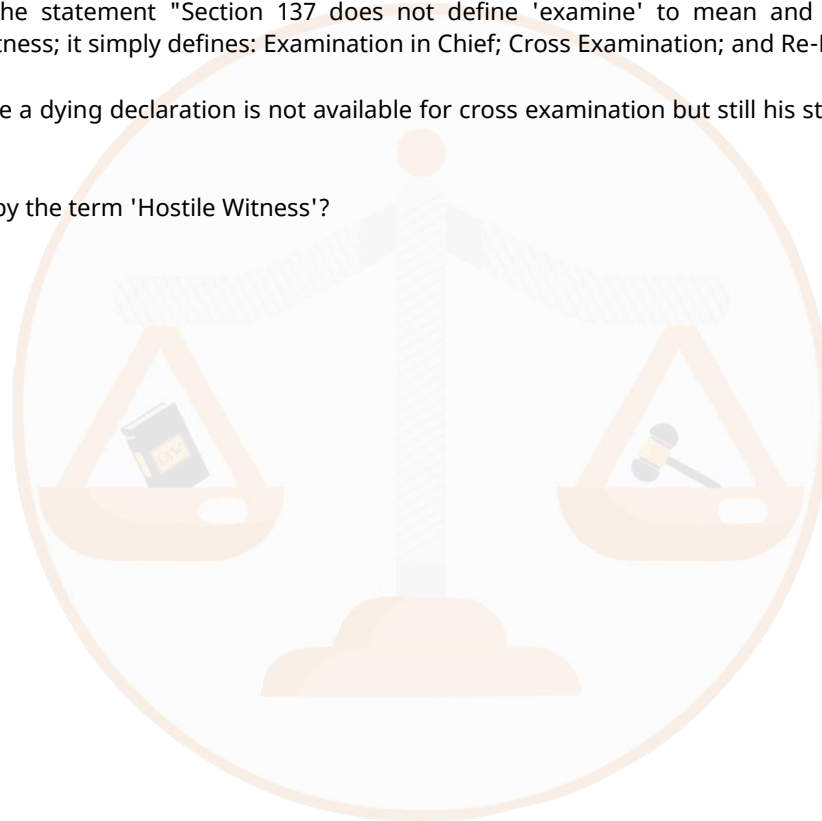 he statement "Section 137 does not define 'examine' to mean and
tness; it simply defines: Examination in Chief; Cross Examination; and Re-
e a dying declaration is not available for cross examination but still his st
by the term 'Hostile Witness'?
LAW